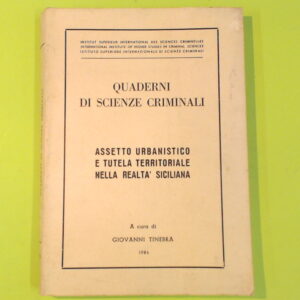 INSTITUT SUPERIEUR INTERNATIONAL DES SCIENCES CRIMINELLES
INTERNATIONAL INSTITUTE OF HIGHER STUDIES IN CRIMINAL SCIENCES
ISTITUTO SUPERIORE INTERNAZIONALE DI SCIENZE CRIMINALI
QUADERNI
DI SCIENZE CRIMINALI
ASSETTO URBANISTICO
E TUTELA TERRITORIALE
NELLA REALTA' SICILIANA
A cura di
GIOVANNI TINEBRA